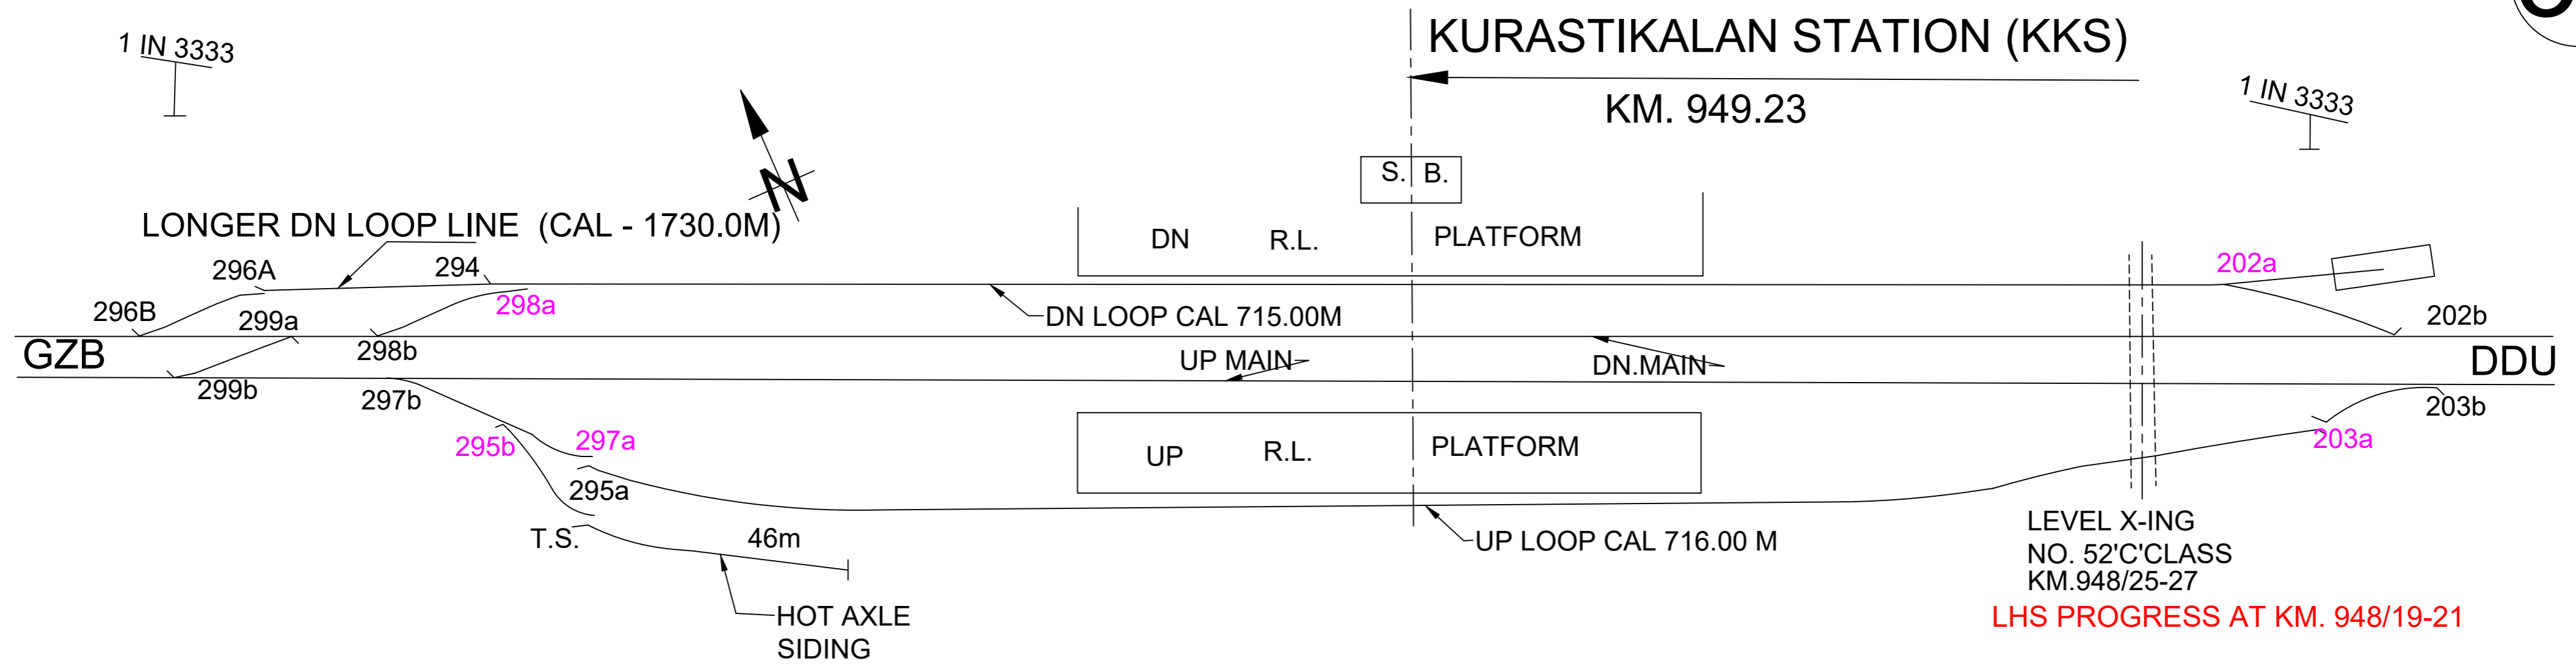 KURASTIKALAN STATION (KKS)
1 IN 3333
1 IN 3333
KM. 949.23
N
S. B.
LONGER DN LOOP LINE (CAL - 1730.0M)
DN R.L. PLATFORM
296A
294
202a
298a
296B
299a
DN LOOP CAL 715.00M
202b
GZB
298b
UP MAIN
DN.MAIN
DDU
299b
297b
203b
295b
297a
UP R.L. PLATFORM
203a
295a
T.S.
46m
UP LOOP CAL 716.00 M
LEVEL X-ING
NO. 52'C'CLASS
KM.948/25-27
HOT AXLE
SIDING
LHS PROGRESS AT KM. 948/19-21